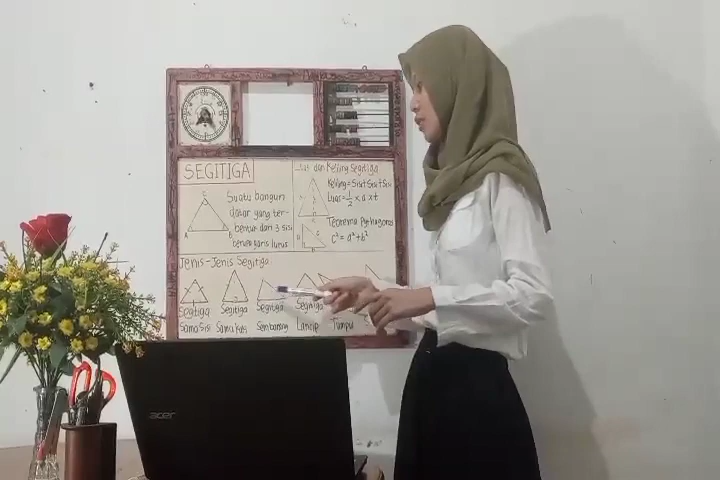 SEGITIGA
Suatu bangun
datar yang ter-
bentuk dari 3 sisi
berupa garis lurus
C
A B
dan Keliling Segitiga
Keliling = Sisi+Sisi+Sisi
Luas = 1/2 x a x t
Teorema Pythagoras
c² = a² + b²
Jenis-Jenis Segitiga
Segitiga Segitiga Segitiga Segitiga
Sama Sisi Sama Kaki Sembarang Lancip Tumpul
acer